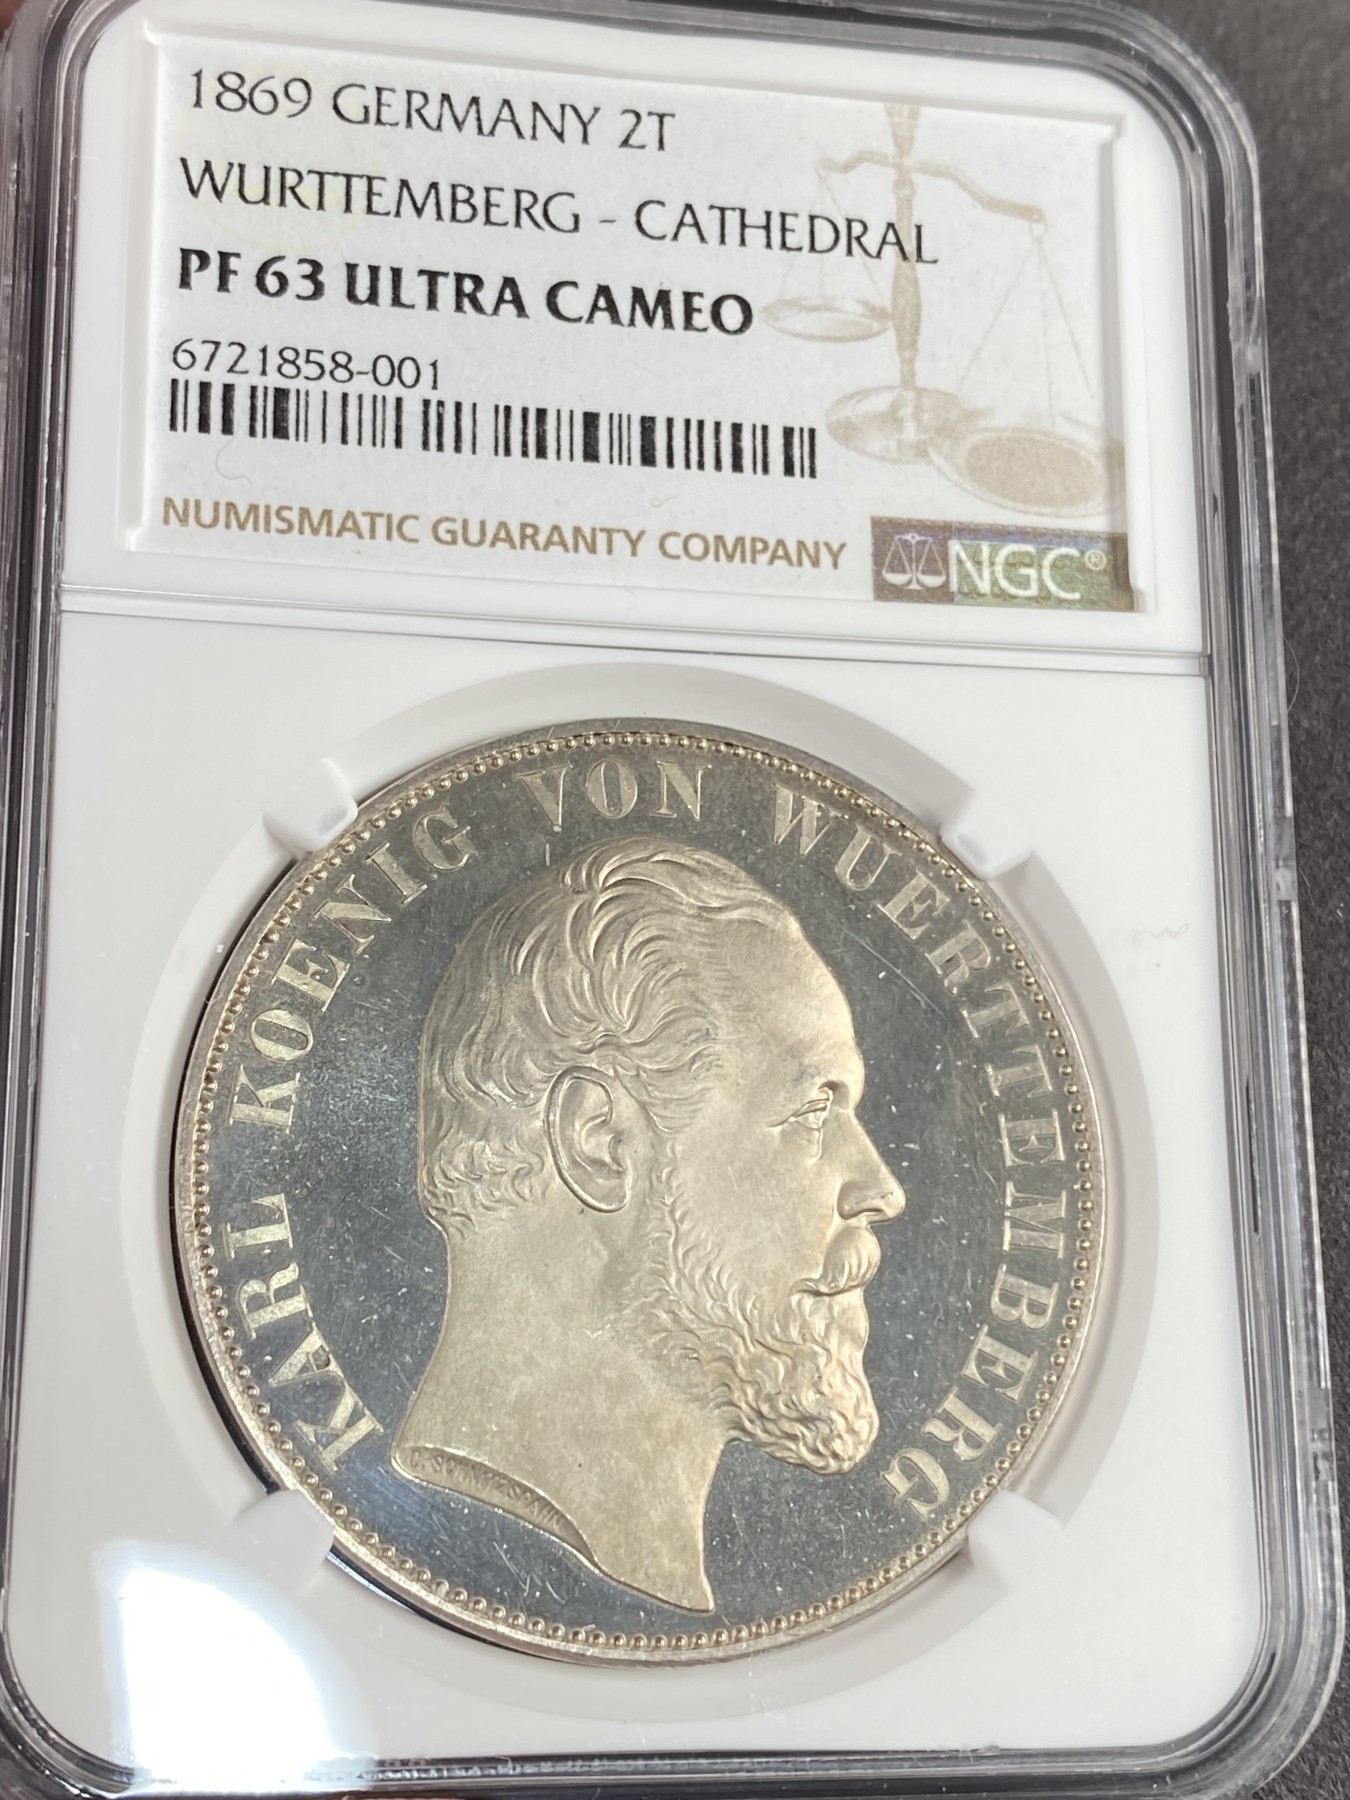 1869 GERMANY 2T
WURTTEMBERG - CATHEDRAL
PF 63 ULTRA CAMEO
6721858-001
NUMISMATIC GUARANTY COMPANY
NGC®
KARL KOENIG VON WUERTTEMBERG
C. SCHNITZSPAHN